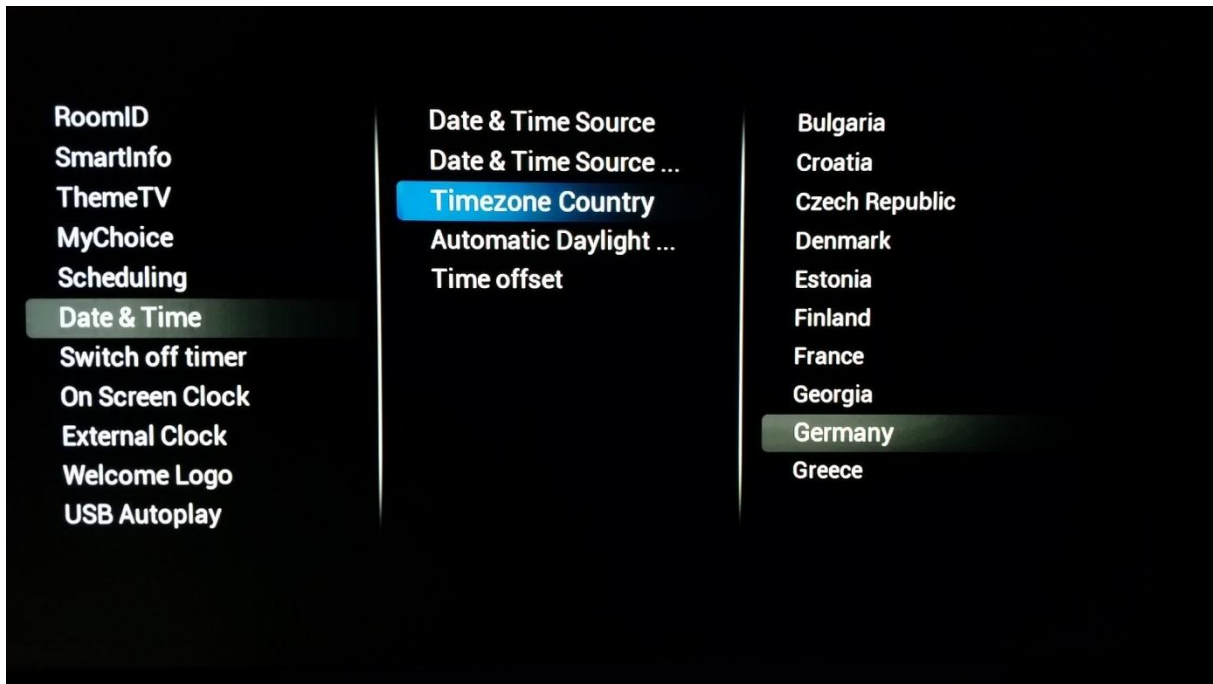 RoomID
SmartInfo
ThemeTV
MyChoice
Scheduling
Date & Time
Switch off timer
On Screen Clock
External Clock
Welcome Logo
USB Autoplay
Date & Time Source
Date & Time Source ...
Timezone Country
Automatic Daylight ...
Time offset
Bulgaria
Croatia
Czech Republic
Denmark
Estonia
Finland
France
Georgia
Germany
Greece